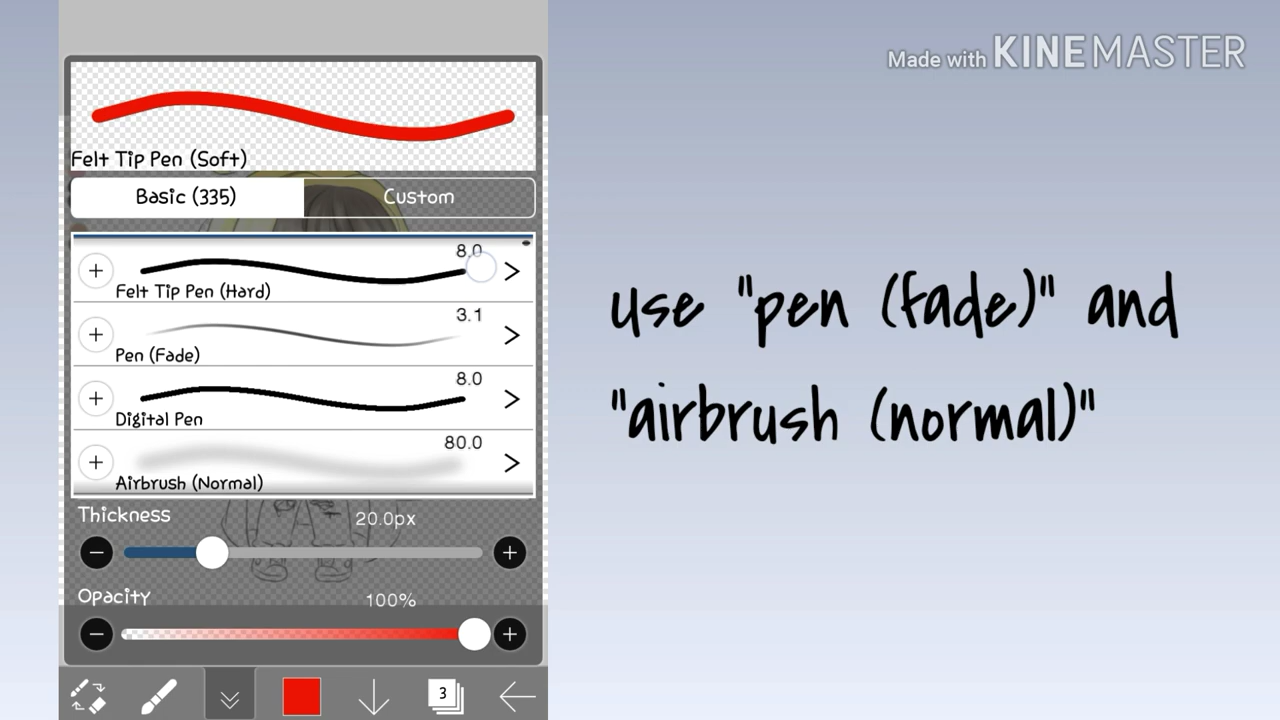 Made with KINEMASTER
Felt Tip Pen (Soft)
Basic (335)
Custom
8.0
Felt Tip Pen (Hard)
3.1
Pen (Fade)
8.0
Digital Pen
80.0
Airbrush (Normal)
Thickness
20.0px
Opacity
100%
3
use "pen (fade)" and
"airbrush (normal)"